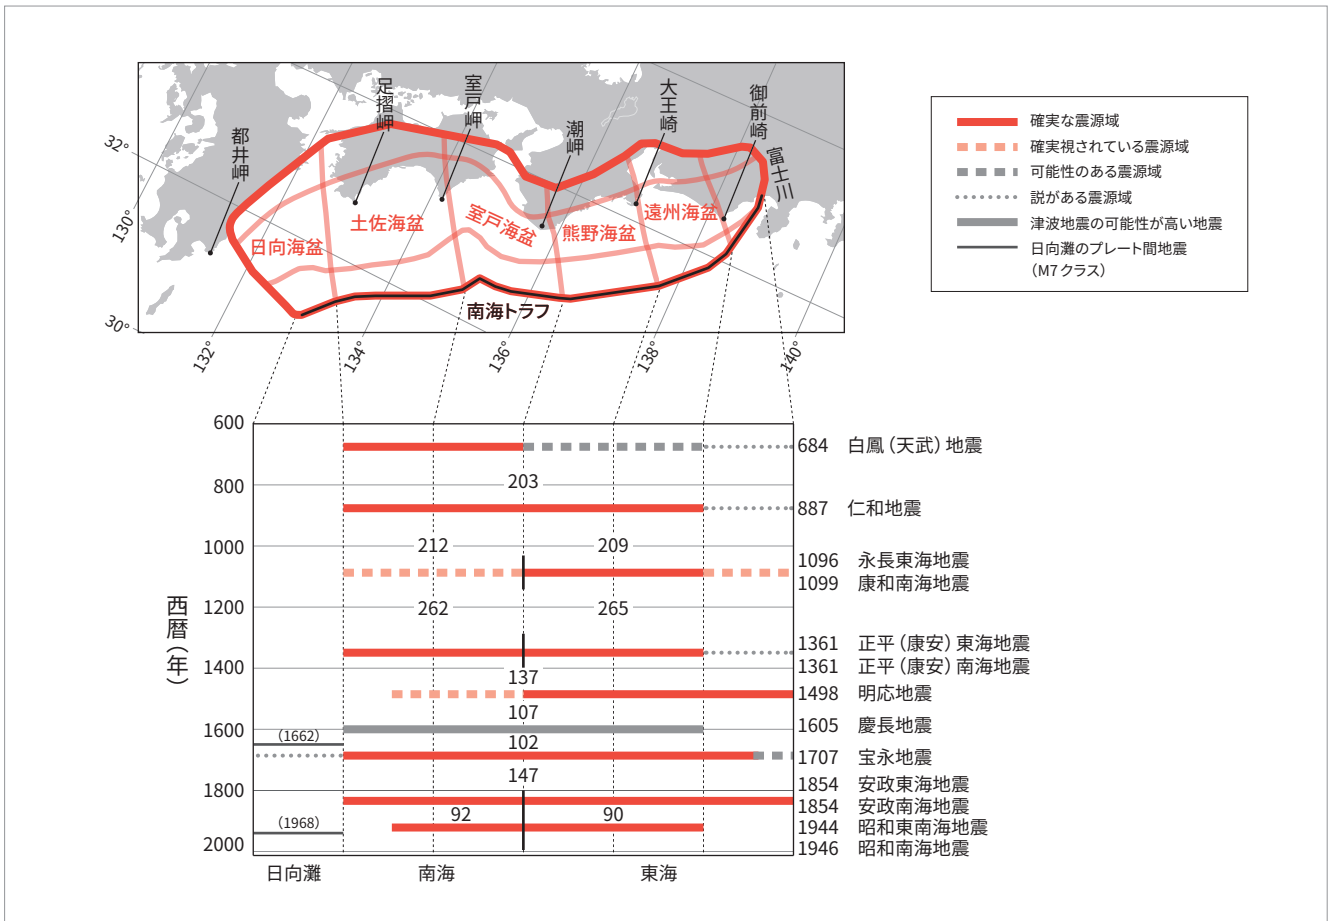 足摺岬
室戸岬
大王崎
御前崎
潮岬
都井岬
富士川
32°
130°
30°
132°
134°
136°
138°
140°
日向海盆
土佐海盆
室戸海盆
熊野海盆
遠州海盆
南海トラフ
確実な震源域
確実視されている震源域
可能性のある震源域
説がある震源域
津波地震の可能性が高い地震
日向灘のプレート間地震
（M7クラス）
西暦（年）
600
800
1000
1200
1400
1600
1800
2000
203
212
209
262
265
137
107
（1662）
102
147
92
90
（1968）
684 白鳳（天武）地震
887 仁和地震
1096 永長東海地震
1099 康和南海地震
1361 正平（康安）東海地震
1361 正平（康安）南海地震
1498 明応地震
1605 慶長地震
1707 宝永地震
1854 安政東海地震
1854 安政南海地震
1944 昭和東南海地震
1946 昭和南海地震
日向灘
南海
東海